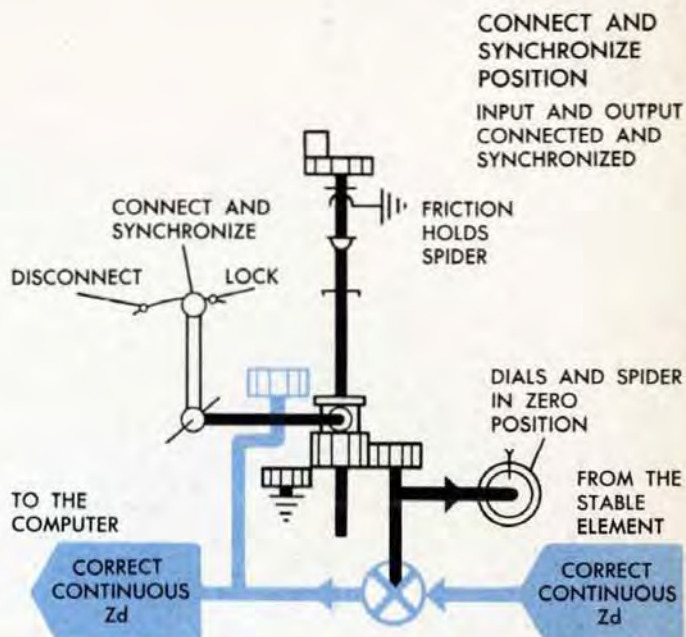 CONNECT AND
SYNCHRONIZE
POSITION
INPUT AND OUTPUT
CONNECTED AND
SYNCHRONIZED
CONNECT AND
SYNCHRONIZE
DISCONNECT
LOCK
FRICTION
HOLDS
SPIDER
DIALS AND SPIDER
IN ZERO
POSITION
TO THE
COMPUTER
FROM THE
STABLE
ELEMENT
CORRECT
CONTINUOUS
Zd
CORRECT
CONTINUOUS
Zd